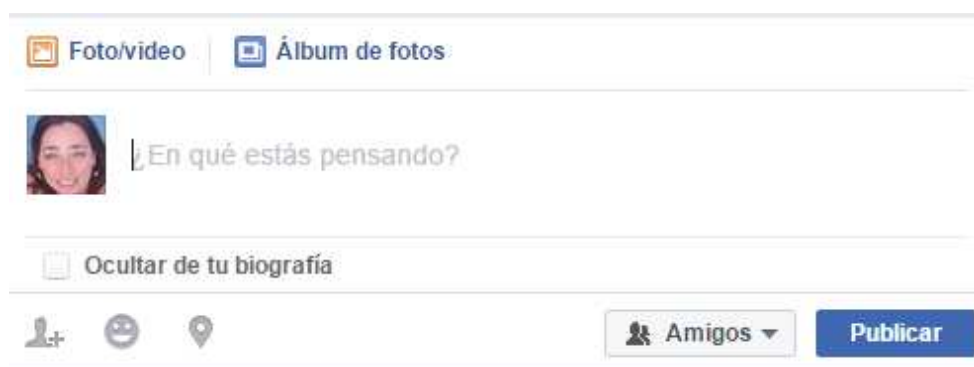 Foto/video Álbum de fotos
¿En qué estás pensando?
Ocultar de tu biografía
Amigos Publicar